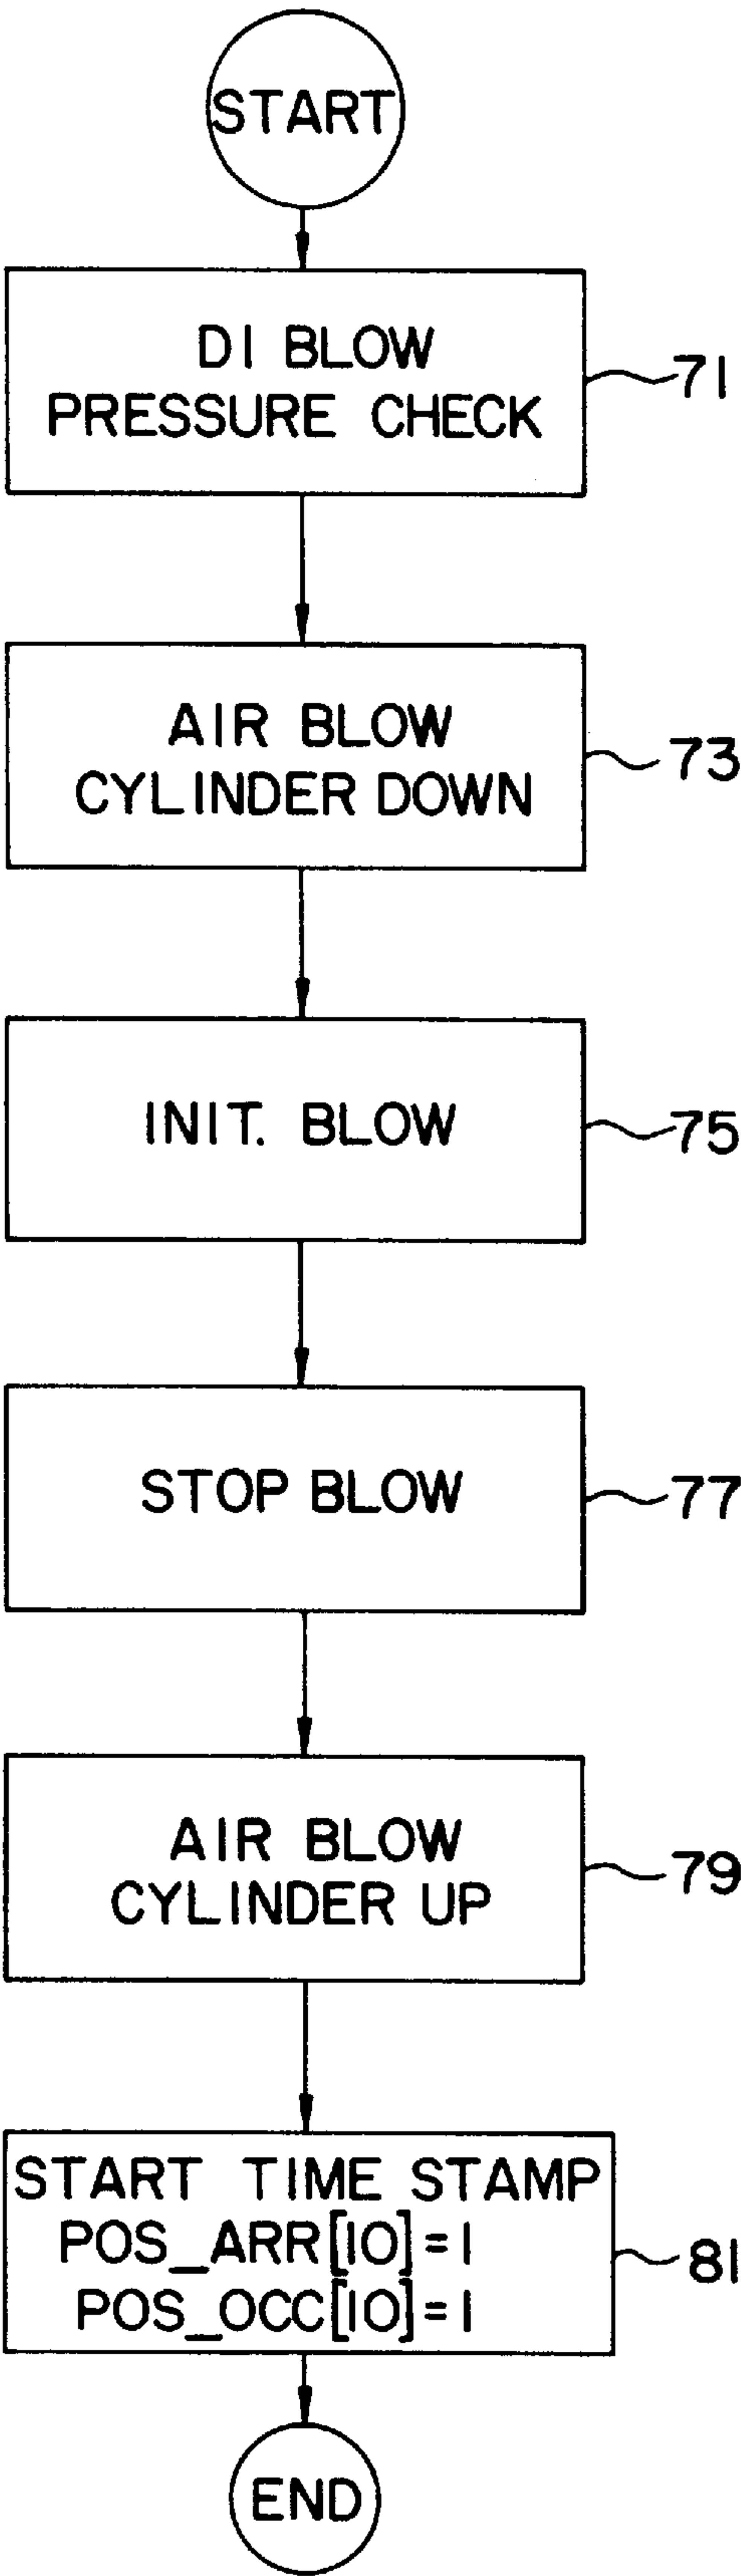 START
DI BLOW
PRESSURE CHECK
71
AIR BLOW
CYLINDER DOWN
73
INIT. BLOW
75
STOP BLOW
77
AIR BLOW
CYLINDER UP
79
START TIME STAMP
POS_ARR[10]=1
POS_OCC[10]=1
81
END